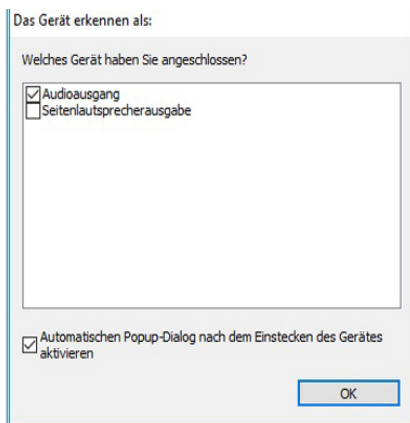 Das Gerät erkennen als:
Welches Gerät haben Sie angeschlossen?
Audioausgang
Seitenlautsprecherausgabe
Automatischen Popup-Dialog nach dem Einstecken des Gerätes
aktivieren
OK